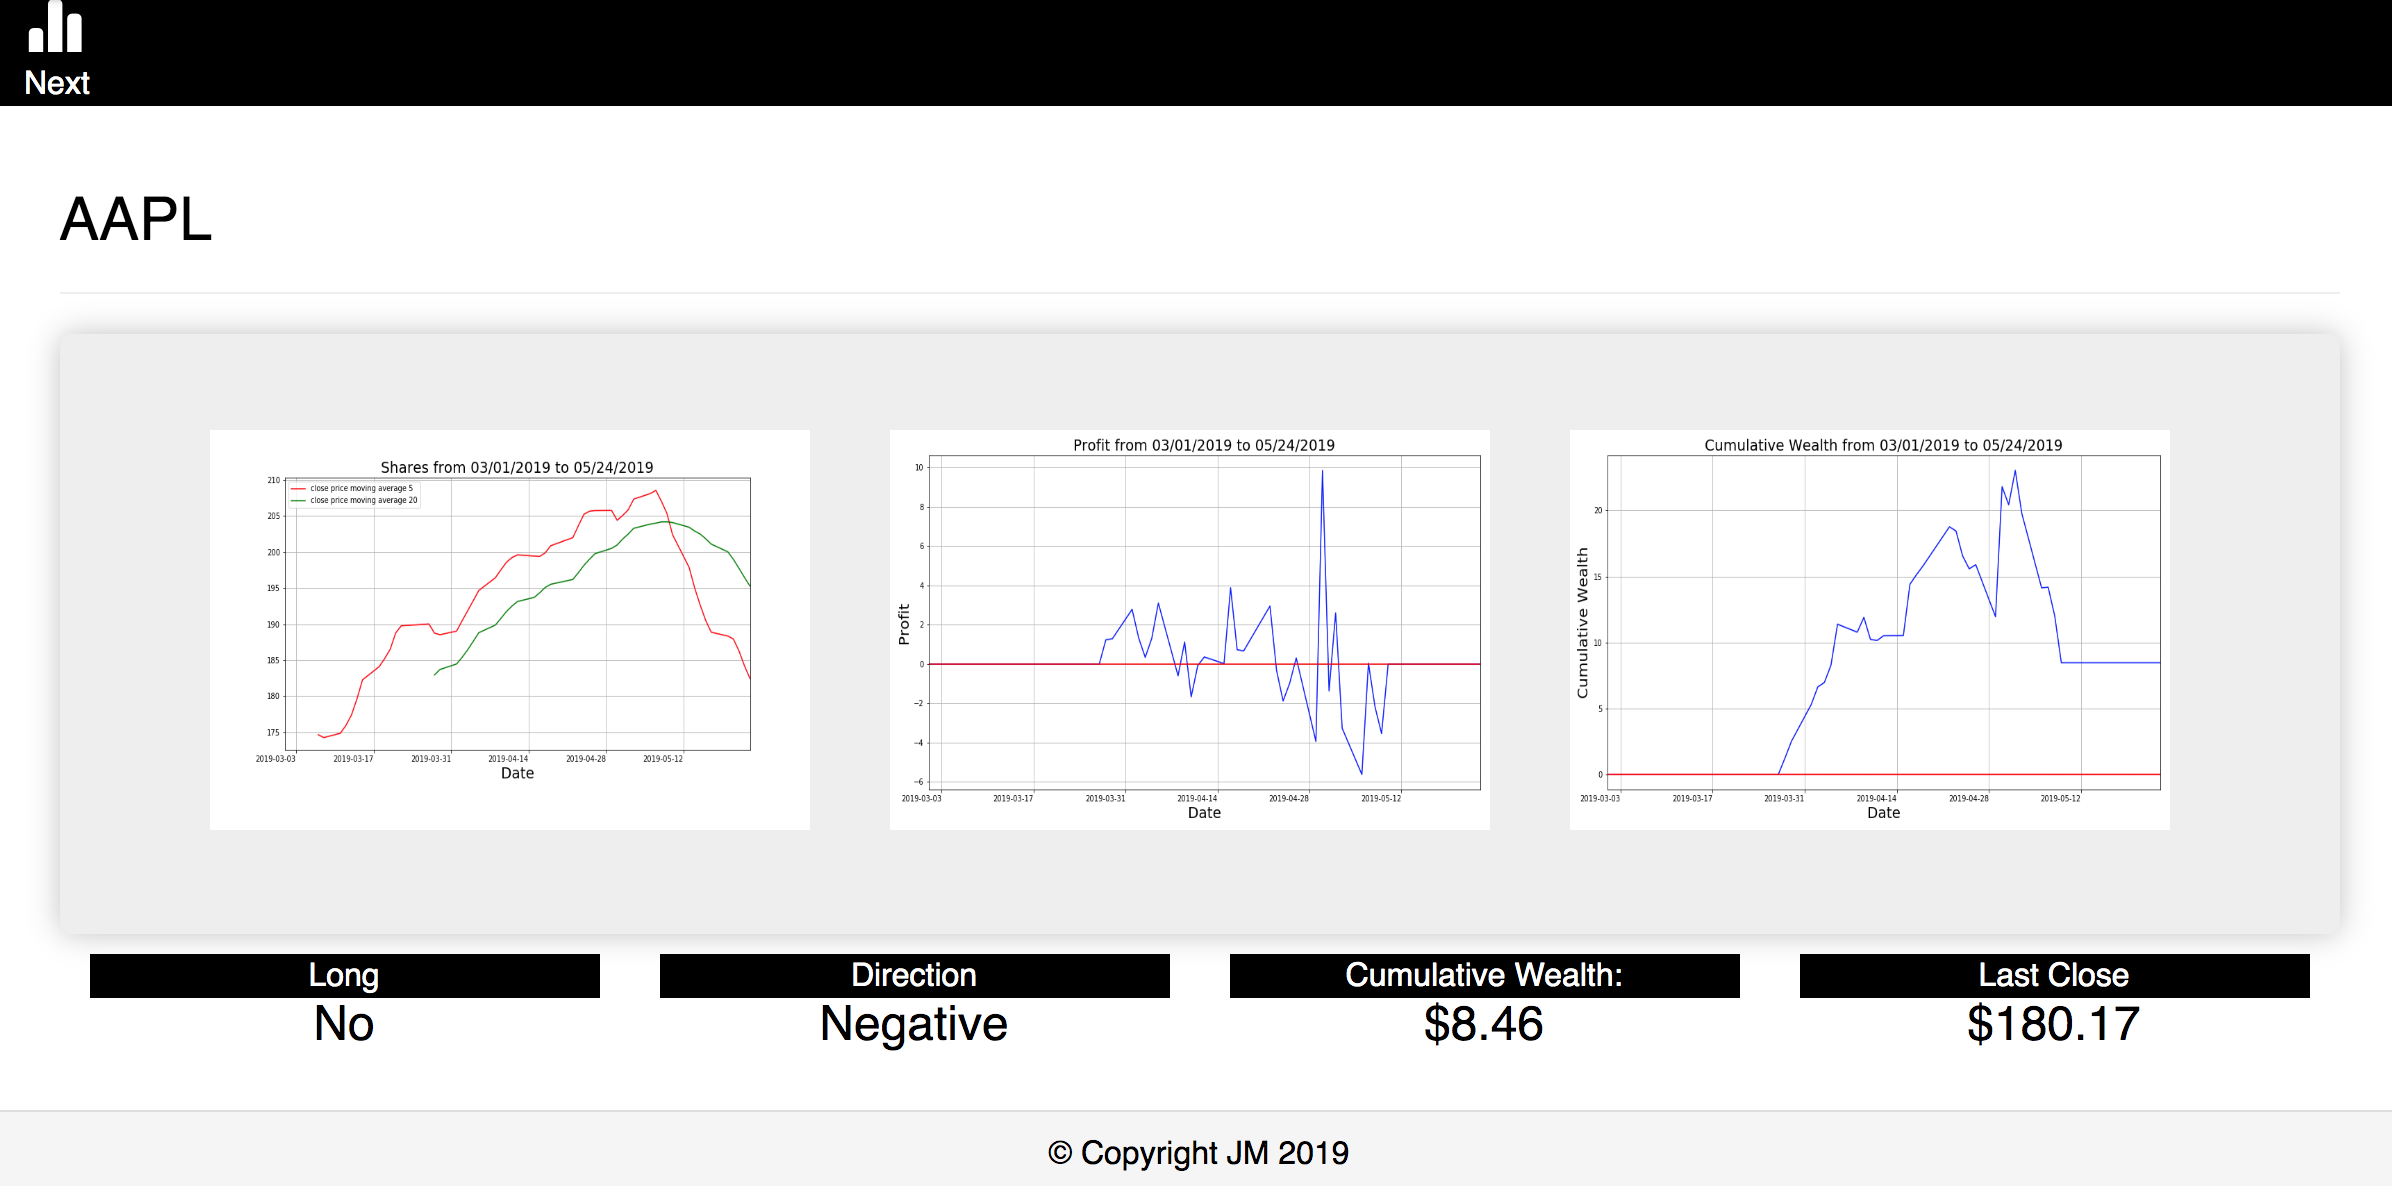 Next
AAPL
Shares from 03/01/2019 to 05/24/2019
close price moving average 5
close price moving average 20
210
205
200
195
190
185
180
175
2019-03-03 2019-03-17 2019-03-31 2019-04-14 2019-04-28 2019-05-12
Date
Profit from 03/01/2019 to 05/24/2019
Profit
10
8
6
4
2
0
−2
−4
−6
2019-03-03 2019-03-17 2019-03-31 2019-04-14 2019-04-28 2019-05-12
Date
Cumulative Wealth from 03/01/2019 to 05/24/2019
Cumulative Wealth
20
15
10
5
0
2019-03-03 2019-03-17 2019-03-31 2019-04-14 2019-04-28 2019-05-12
Date
Long
No
Direction
Negative
Cumulative Wealth:
$8.46
Last Close
$180.17
© Copyright JM 2019